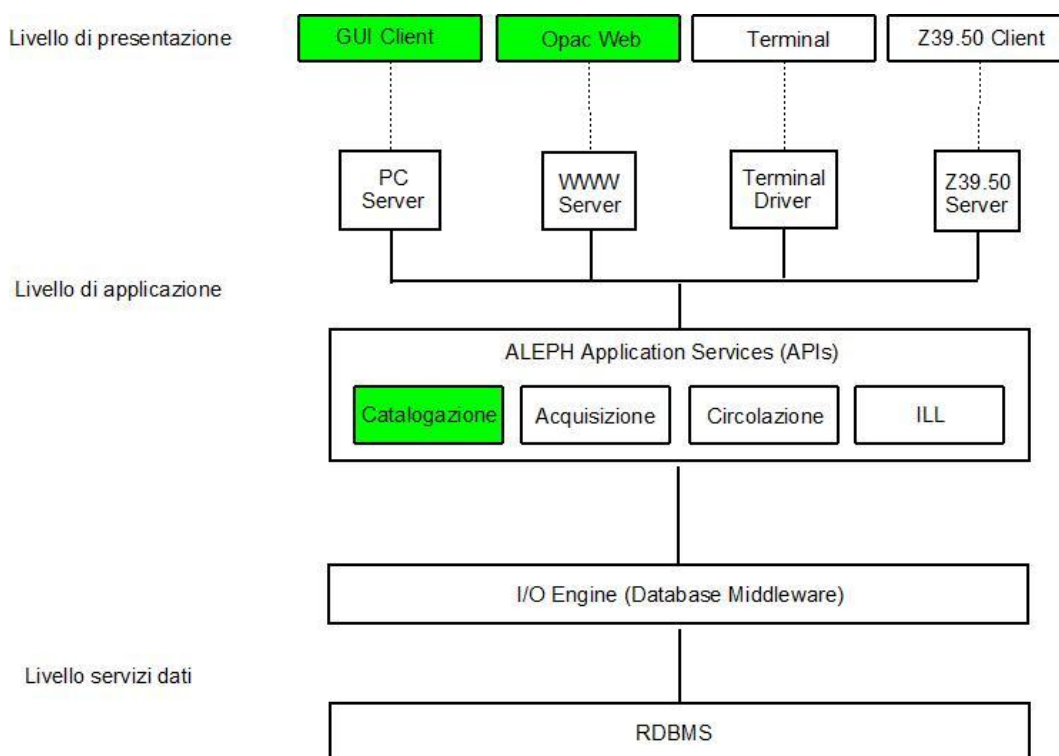 Livello di presentazione
GUI Client
Opac Web
Terminal
Z39.50 Client
PC
Server
WWW
Server
Terminal
Driver
Z39.50
Server
Livello di applicazione
ALEPH Application Services (APIs)
Catalogazione
Acquisizione
Circolazione
ILL
I/O Engine (Database Middleware)
Livello servizi dati
RDBMS